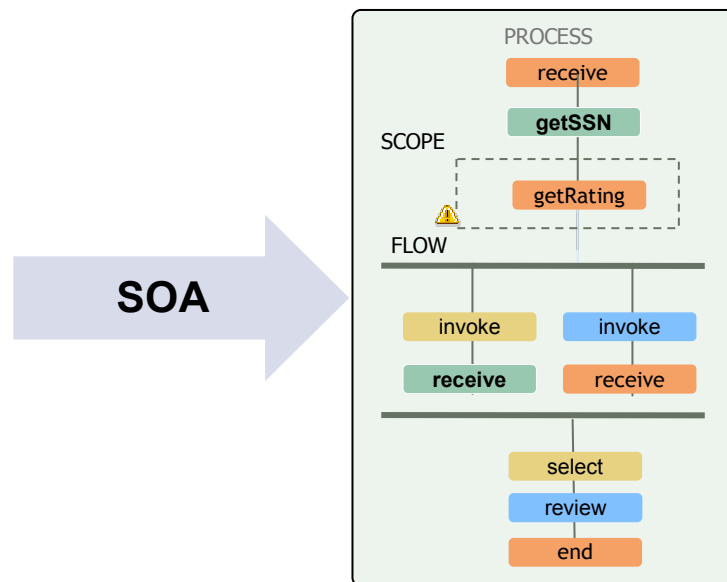 PROCESS
receive
getSSN
SCOPE
getRating
FLOW
SOA
invoke
invoke
receive
receive
select
review
end